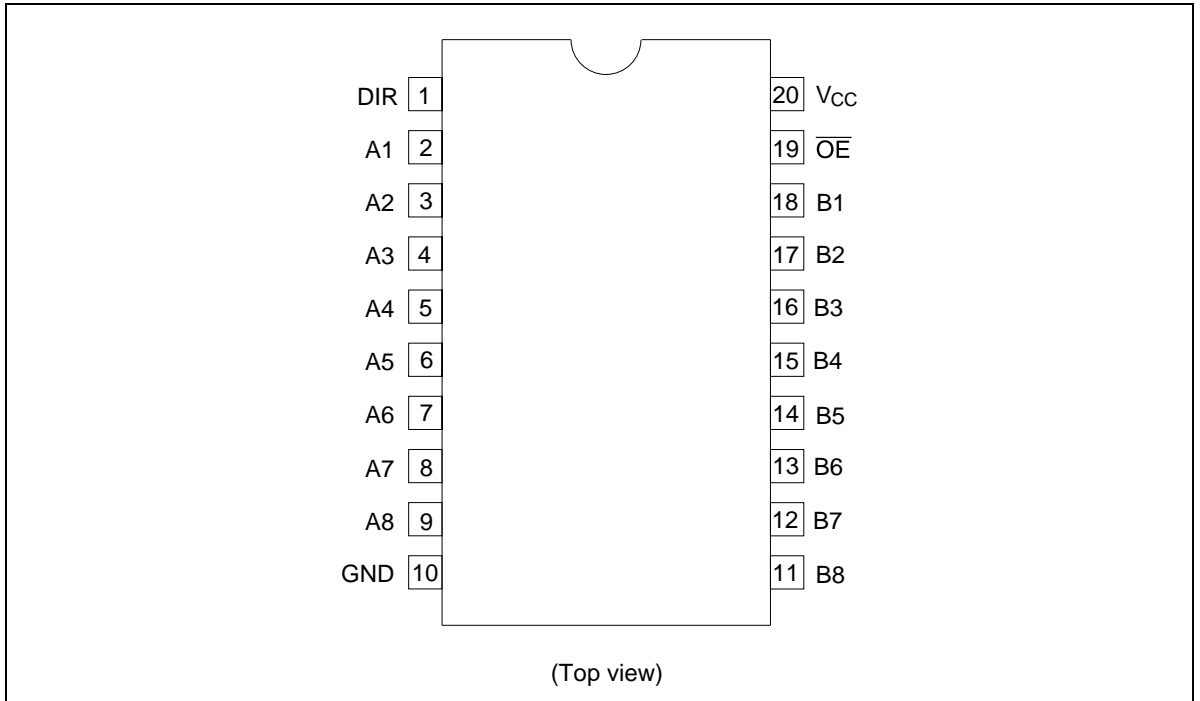 DIR 1 20 VCC
A1 2 19 O̅E̅
A2 3 18 B1
A3 4 17 B2
A4 5 16 B3
A5 6 15 B4
A6 7 14 B5
A7 8 13 B6
A8 9 12 B7
GND 10 11 B8
(Top view)